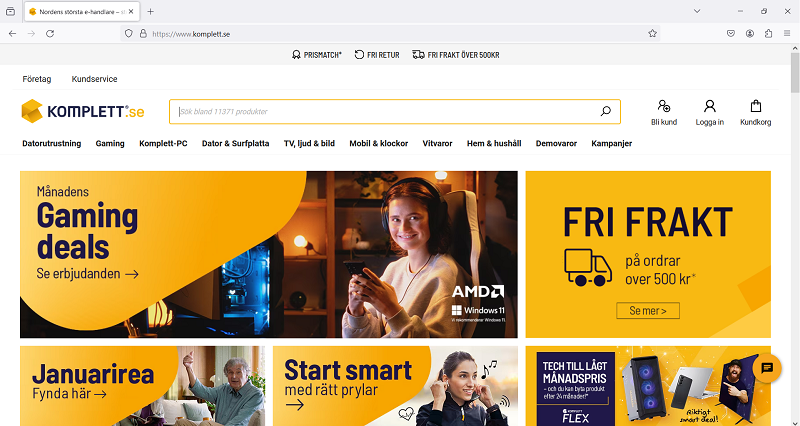 Nordens största e-handlare – st
https://www.komplett.se
PRISMATCH*
FRI RETUR
FRI FRAKT ÖVER 500KR
Företag
Kundservice
KOMPLETT®.se
Sök bland 11371 produkter
Bli kund
Logga in
Kundkorg
Datorutrustning
Gaming
Komplett-PC
Dator & Surfplatta
TV, ljud & bild
Mobil & klockor
Vitvaror
Hem & hushåll
Demovaror
Kampanjer
Månadens
Gaming
deals
Se erbjudanden →
AMD
Windows 11
Vi rekommenderar Windows 11
FRI FRAKT
på ordrar
over 500 kr*
Se mer >
Januarirea
Fynda här →
Start smart
med rätt prylar
→
TECH TILL LÅGT
MÅNADSPRIS
– och du kan byta produkt
efter 24 månader!*
KOMPLETT
FLEX
Riktigt
smart deal!